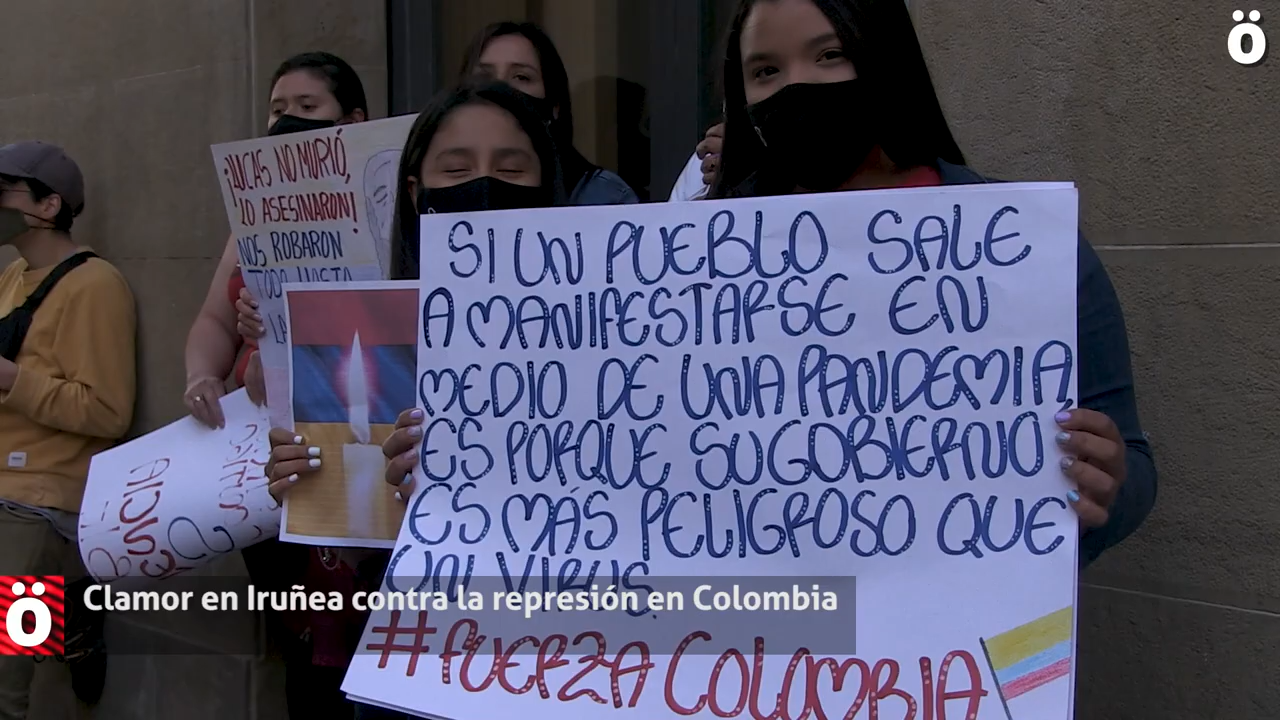 ö
¡LUCAS NO MURIÓ,
LO ASESINARON!
NOS ROBARON
TODO HASTA
SI UN PUEBLO SALE
A MANIFESTARSE EN
MEDIO DE UNA PANDEMIA,
ES PORQUE SU GOBIERNO
ES MÁS PELIGROSO QUE
UN VIRUS.
#FUERZA COLOMBIA
ö
Clamor en Iruñea contra la represión en Colombia